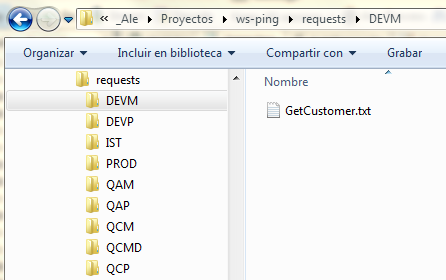 « _Ale ▸ Proyectos ▸ ws-ping ▸ requests ▸ DEVM
Organizar Incluir en biblioteca Compartir con Grabar
requests
DEVM
DEVP
IST
PROD
QAM
QAP
QCM
QCMD
QCP
Nombre
GetCustomer.txt